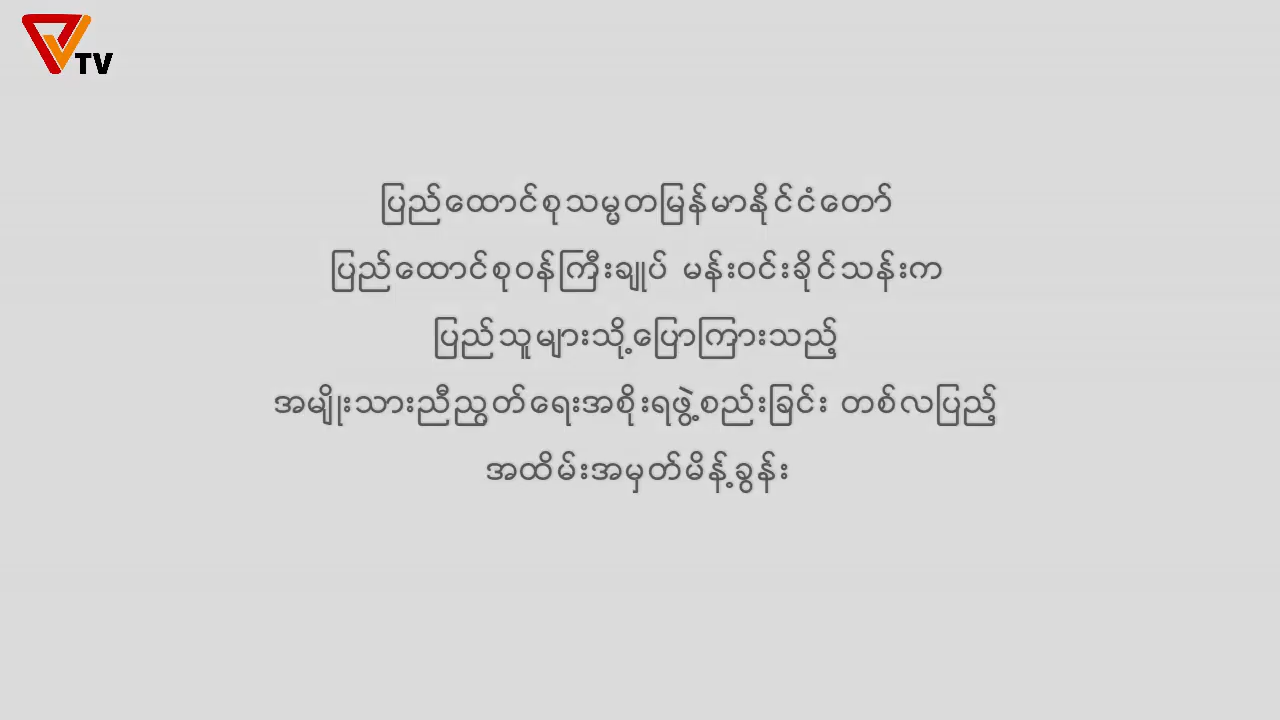 TV
ပြည်ထောင်စုသမ္မတမြန်မာနိုင်ငံတော်
ပြည်ထောင်စုဝန်ကြီးချုပ် မန်းဝင်းခိုင်သန်းက
ပြည်သူများသို့ပြောကြားသည့်
အမျိုးသားညီညွတ်ရေးအစိုးရဖွဲ့စည်းခြင်း တစ်လပြည့်
အထိမ်းအမှတ်မိန့်ခွန်း